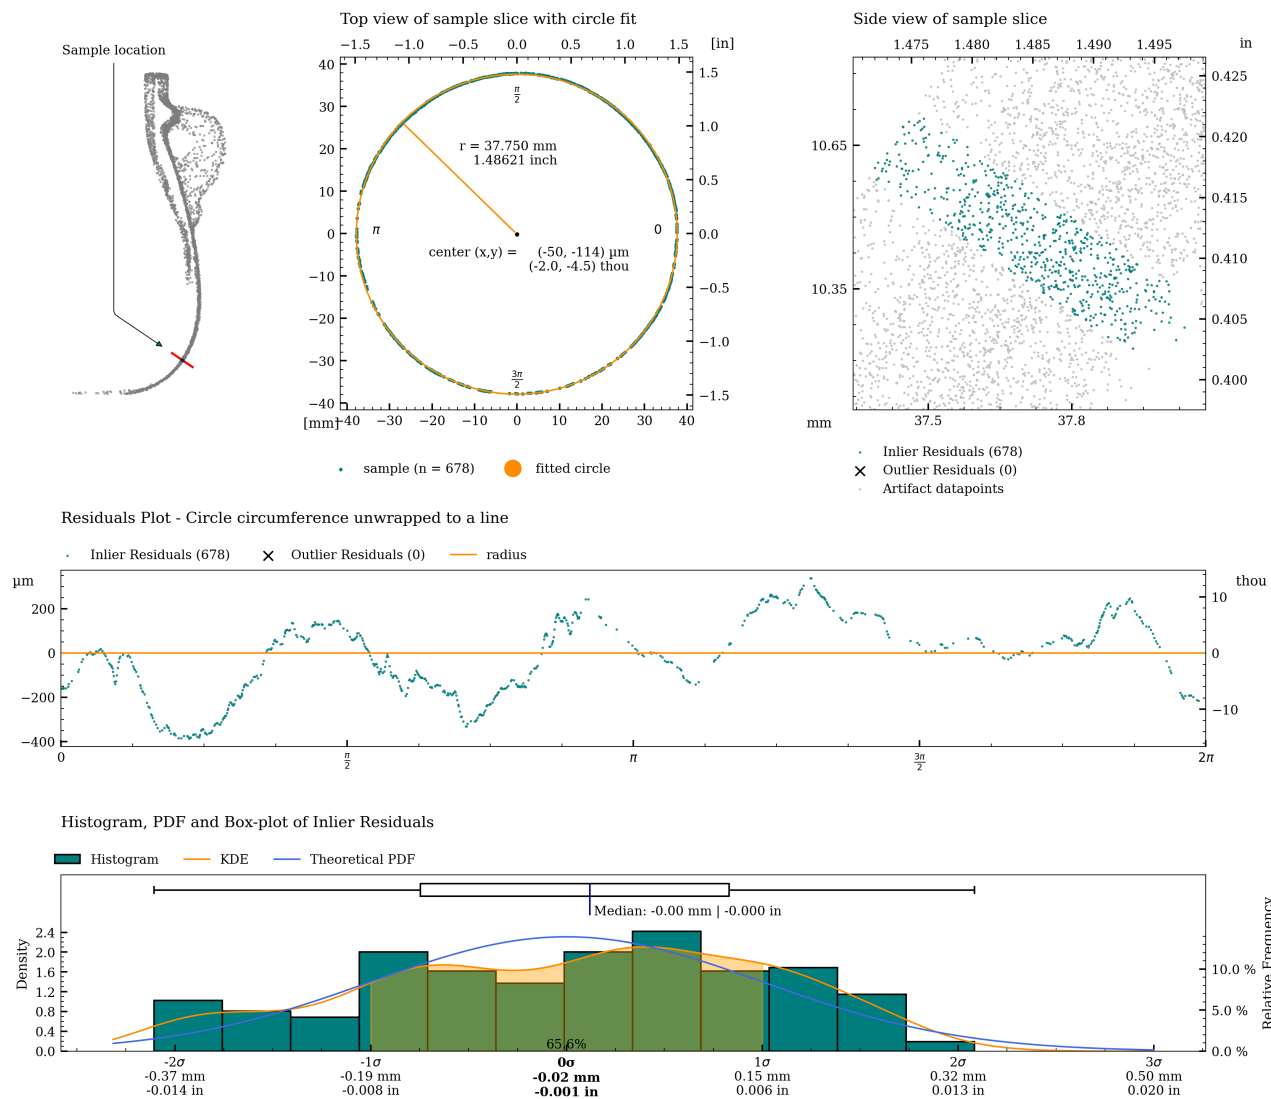 Sample location
Top view of sample slice with circle fit
−1.5 −1.0 −0.5 0.0 0.5 1.0 1.5 [in]
40 30 20 10 0 −10 −20 −30 −40
1.5 1.0 0.5 0.0 −0.5 −1.0 −1.5
π/2
r = 37.750 mm
1.48621 inch
π 0
center (x,y) = (-50, -114) µm
(-2.0, -4.5) thou
3π/2
[mm] −40 −30 −20 −10 0 10 20 30 40
sample (n = 678) fitted circle
Side view of sample slice
1.475 1.480 1.485 1.490 1.495 in
10.65 10.35
0.425 0.420 0.415 0.410 0.405 0.400
mm 37.5 37.8
Inlier Residuals (678)
Outlier Residuals (0)
Artifact datapoints
Residuals Plot - Circle circumference unwrapped to a line
Inlier Residuals (678) Outlier Residuals (0) radius
µm thou
200 0 −200 −400
10 0 −10
0 π/2 π 3π/2 2π
Histogram, PDF and Box-plot of Inlier Residuals
Histogram KDE Theoretical PDF
Median: -0.00 mm | -0.000 in
Density
2.4 2.0 1.6 1.2 0.8 0.4 0.0
10.0 % 5.0 % 0.0 %
Relative Frequency
65.6%
-2σ -1σ 0σ 1σ 2σ 3σ
-0.37 mm -0.19 mm -0.02 mm 0.15 mm 0.32 mm 0.50 mm
-0.014 in -0.008 in -0.001 in 0.006 in 0.013 in 0.020 in